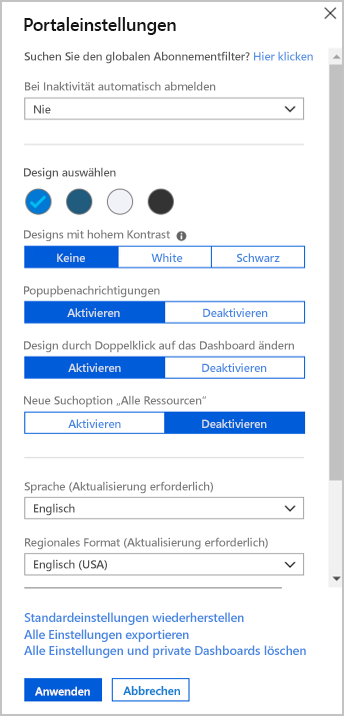 Portaleinstellungen
Suchen Sie den globalen Abonnementfilter? Hier klicken
Bei Inaktivität automatisch abmelden
Nie
Design auswählen
Designs mit hohem Kontrast
Keine White Schwarz
Popupbenachrichtigungen
Aktivieren Deaktivieren
Design durch Doppelklick auf das Dashboard ändern
Aktivieren Deaktivieren
Neue Suchoption „Alle Ressourcen“
Aktivieren Deaktivieren
Sprache (Aktualisierung erforderlich)
Englisch
Regionales Format (Aktualisierung erforderlich)
Englisch (USA)
Standardeinstellungen wiederherstellen
Alle Einstellungen exportieren
Alle Einstellungen und private Dashboards löschen
Anwenden Abbrechen